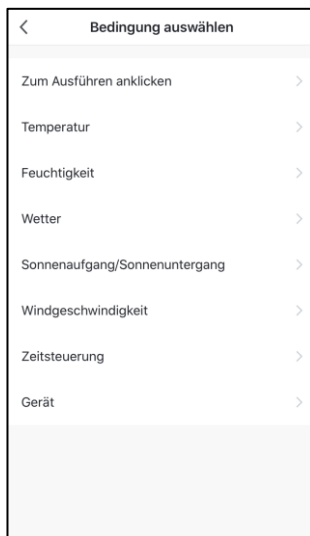 Bedingung auswählen
Zum Ausführen anklicken
Temperatur
Feuchtigkeit
Wetter
Sonnenaufgang/Sonnenuntergang
Windgeschwindigkeit
Zeitsteuerung
Gerät